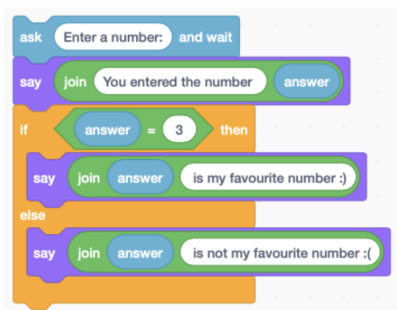 ask Enter a number: and wait
say join You entered the number answer
if answer = 3 then
say join answer is my favourite number :)
else
say join answer is not my favourite number :(